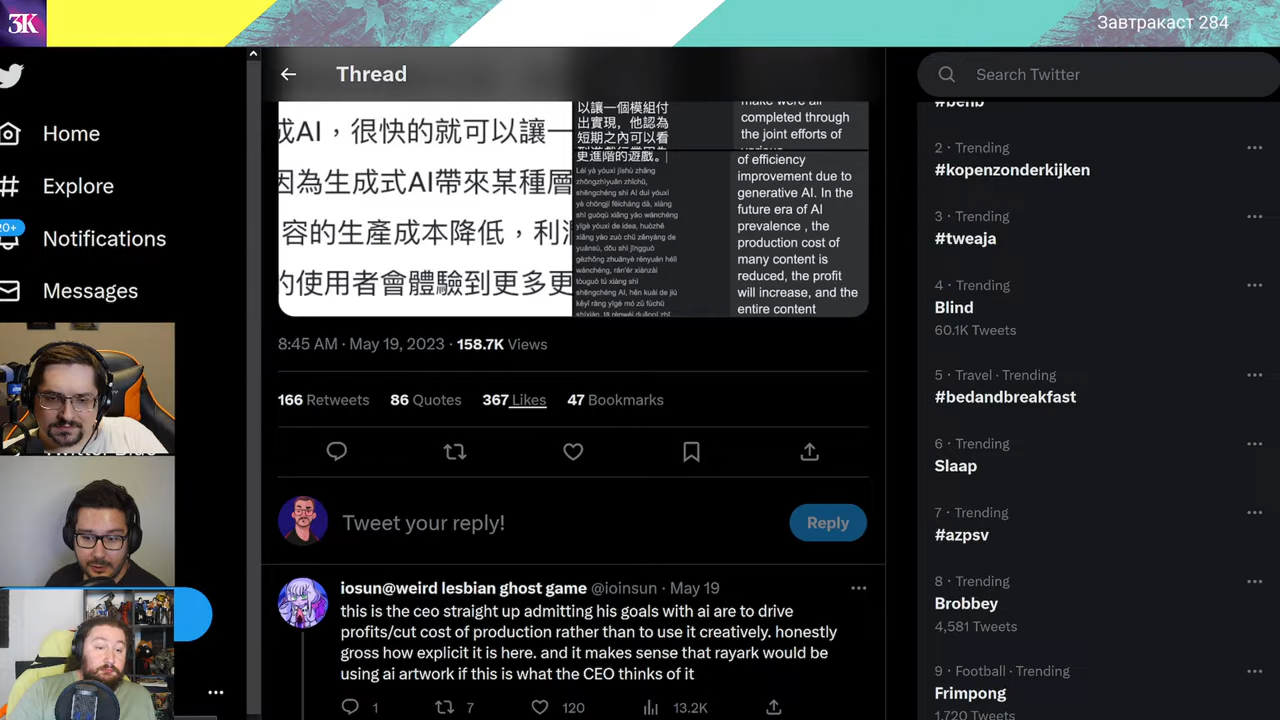 3K
Завтракаст 284
Thread
Search Twitter
Home
Explore
20+
Notifications
Messages
成AI，很快的就可以讓一
因為生成式AI帶來某種層
容的生產成本降低，利
的使用者會體驗到更多更
以讓一個模組付
出實現，他認為
短期之內可以看
更進階的遊戲。
make were all
completed through
the joint efforts of
of efficiency
improvement due to
generative AI. In the
future era of AI
prevalence , the
production cost of
many content is
reduced, the profit
will increase, and the
entire content
8:45 AM · May 19, 2023 · 158.7K Views
166 Retweets 86 Quotes 367 Likes 47 Bookmarks
Tweet your reply!
Reply
iosun@weird lesbian ghost game @ioinsun · May 19
this is the ceo straight up admitting his goals with ai are to drive
profits/cut cost of production rather than to use it creatively. honestly
gross how explicit it is here. and it makes sense that rayark would be
using ai artwork if this is what the CEO thinks of it
1 7 120 13.2K
#benb
2 · Trending
#kopenzonderkijken
3 · Trending
#tweaja
4 · Trending
Blind
60.1K Tweets
5 · Travel · Trending
#bedandbreakfast
6 · Trending
Slaap
7 · Trending
#azpsv
8 · Trending
Brobbey
4,581 Tweets
9 · Football · Trending
Frimpong
1,720 Tweets